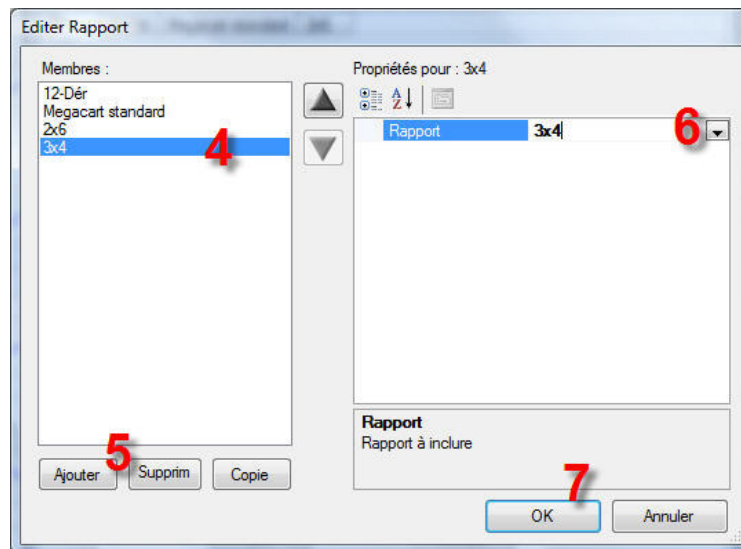 Editer Rapport
Membres :
12-Dér
Megacart standard
2x6
3x4
4
Ajouter
5
Supprim
Copie
Propriétés pour : 3x4
A
Z
Rapport
3x4
6
Rapport
Rapport à inclure
7
OK
Annuler